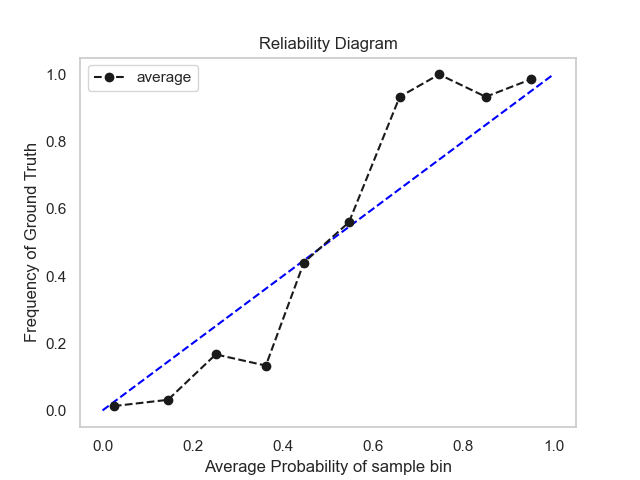 Reliability Diagram
average
1.0
0.8
0.6
0.4
0.2
0.0
Frequency of Ground Truth
0.0 0.2 0.4 0.6 0.8 1.0
Average Probability of sample bin